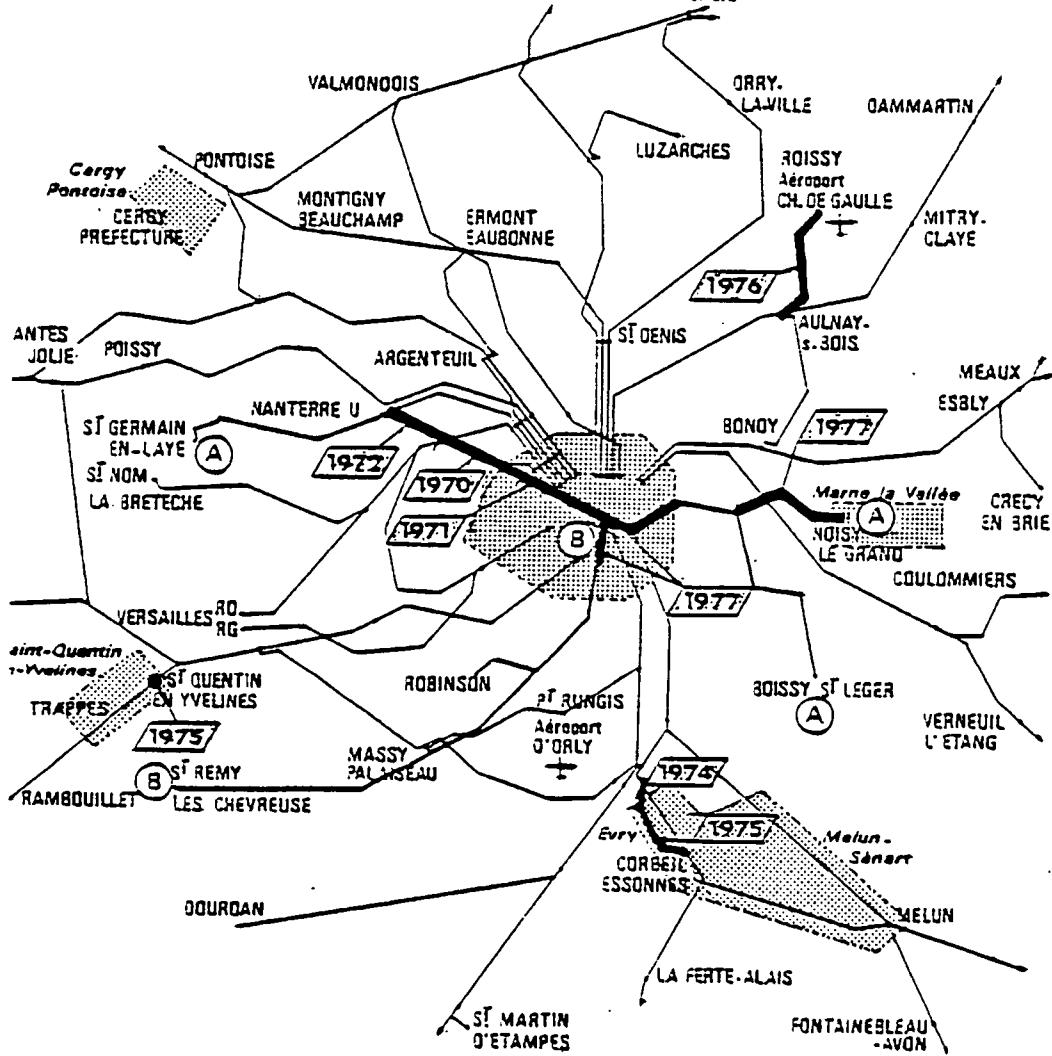 VALMONDOIS
ORRY-
LA-VILLE
DAMMARTIN
LUZARCHES
PONTOISE
Cergy
Pontoise
CERGY
PREFECTURE
MONTIGNY
BEAUCHAMP
ERMONT
EAUBONNE
ROISSY
Aéroport
CH. DE GAULLE
MITRY-
CLAYE
1976
ANTES
JOLIE
POISSY
ARGENTEUIL
ST DENIS
AULNAY-
s. BOIS
MEAUX
ESBLY
NANTERRE U
ST GERMAIN
EN-LAYE
A
BONDY
1977
1972
1970
ST NOM
LA BRETECHE
1971
B
Marne la Vallée
A
NOISY
LE GRAND
CRECY
EN BRIE
COULOMMIERS
1977
VERSAILLES RD
RG
aint-Quentin
n-Yvelines
TRAPPES
ST QUENTIN
EN YVELINES
1975
ROBINSON
PT RUNGIS
Aéroport
D'ORLY
BOISSY ST LEGER
A
VERNEUIL
L'ETANG
MASSY
PALAISEAU
RAMBOUILLET
B
ST REMY
LES CHEVREUSE
1974
1975
Evry
CORBEIL
ESSONNES
Melun-
Sénart
DOURDAN
MELUN
LA FERTE-ALAIS
ST MARTIN
D'ETAMPES
FONTAINEBLEAU
-AVON